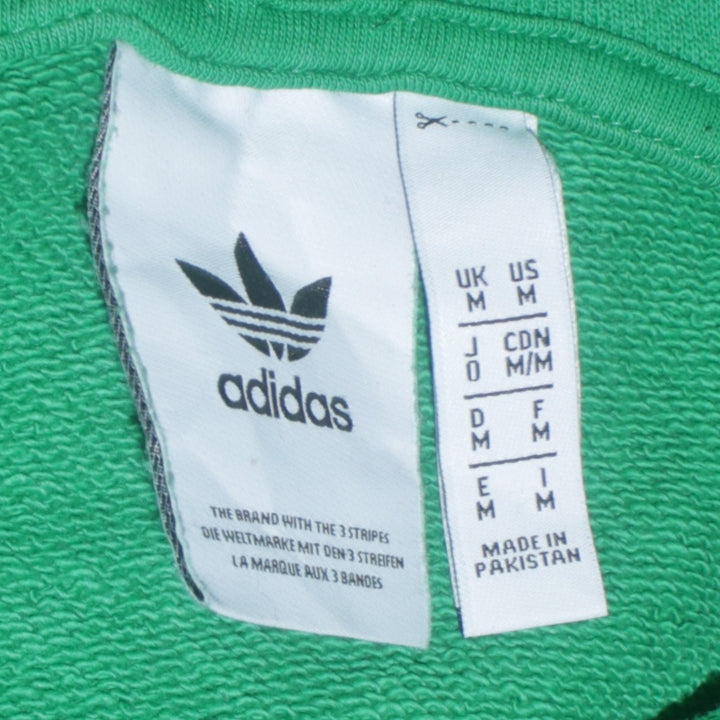 adidas
THE BRAND WITH THE 3 STRIPES
DIE WELTMARKE MIT DEN 3 STREIFEN
LA MARQUE AUX 3 BANDES
UK US
M M
J CDN
O M/M
D F
M M
E I
M M
MADE IN
PAKISTAN